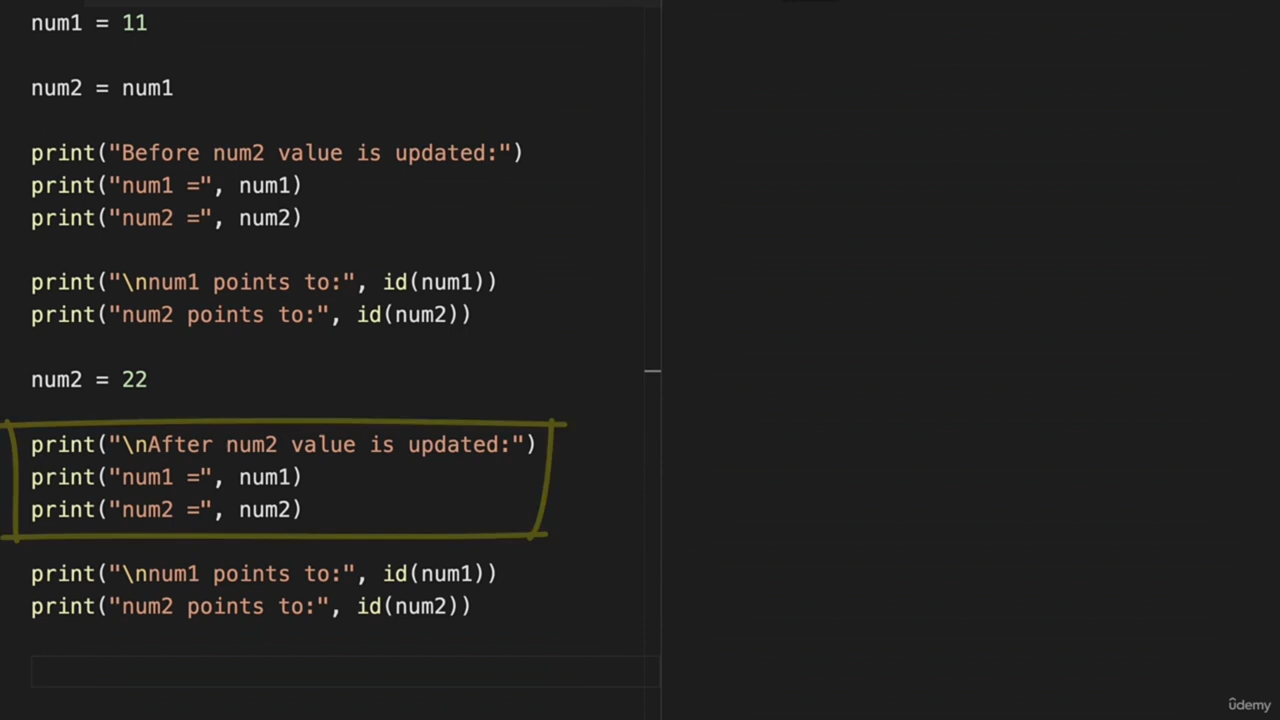 num1 = 11
num2 = num1
print("Before num2 value is updated:")
print("num1 =", num1)
print("num2 =", num2)
print("\nnum1 points to:", id(num1))
print("num2 points to:", id(num2))
num2 = 22
print("\nAfter num2 value is updated:")
print("num1 =", num1)
print("num2 =", num2)
print("\nnum1 points to:", id(num1))
print("num2 points to:", id(num2))
ûdemy